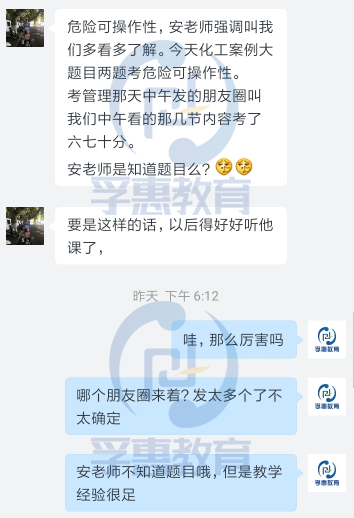 危险可操作性，安老师强调叫我
们多看多了解。今天化工案例大
题目两题考危险可操作性。
考管理那天中午发的朋友圈叫
我们中午看的那几节内容考了
六七十分。
安老师是知道题目么?
要是这样的话，以后得好好听他
课了，
昨天 下午 6:12
哇，那么厉害吗
孚惠教育
哪个朋友圈来着? 发太多个了不
太确定
孚惠教育
安老师不知道题目哦，但是教学
经验很足
孚惠教育
孚惠教育
孚惠教育